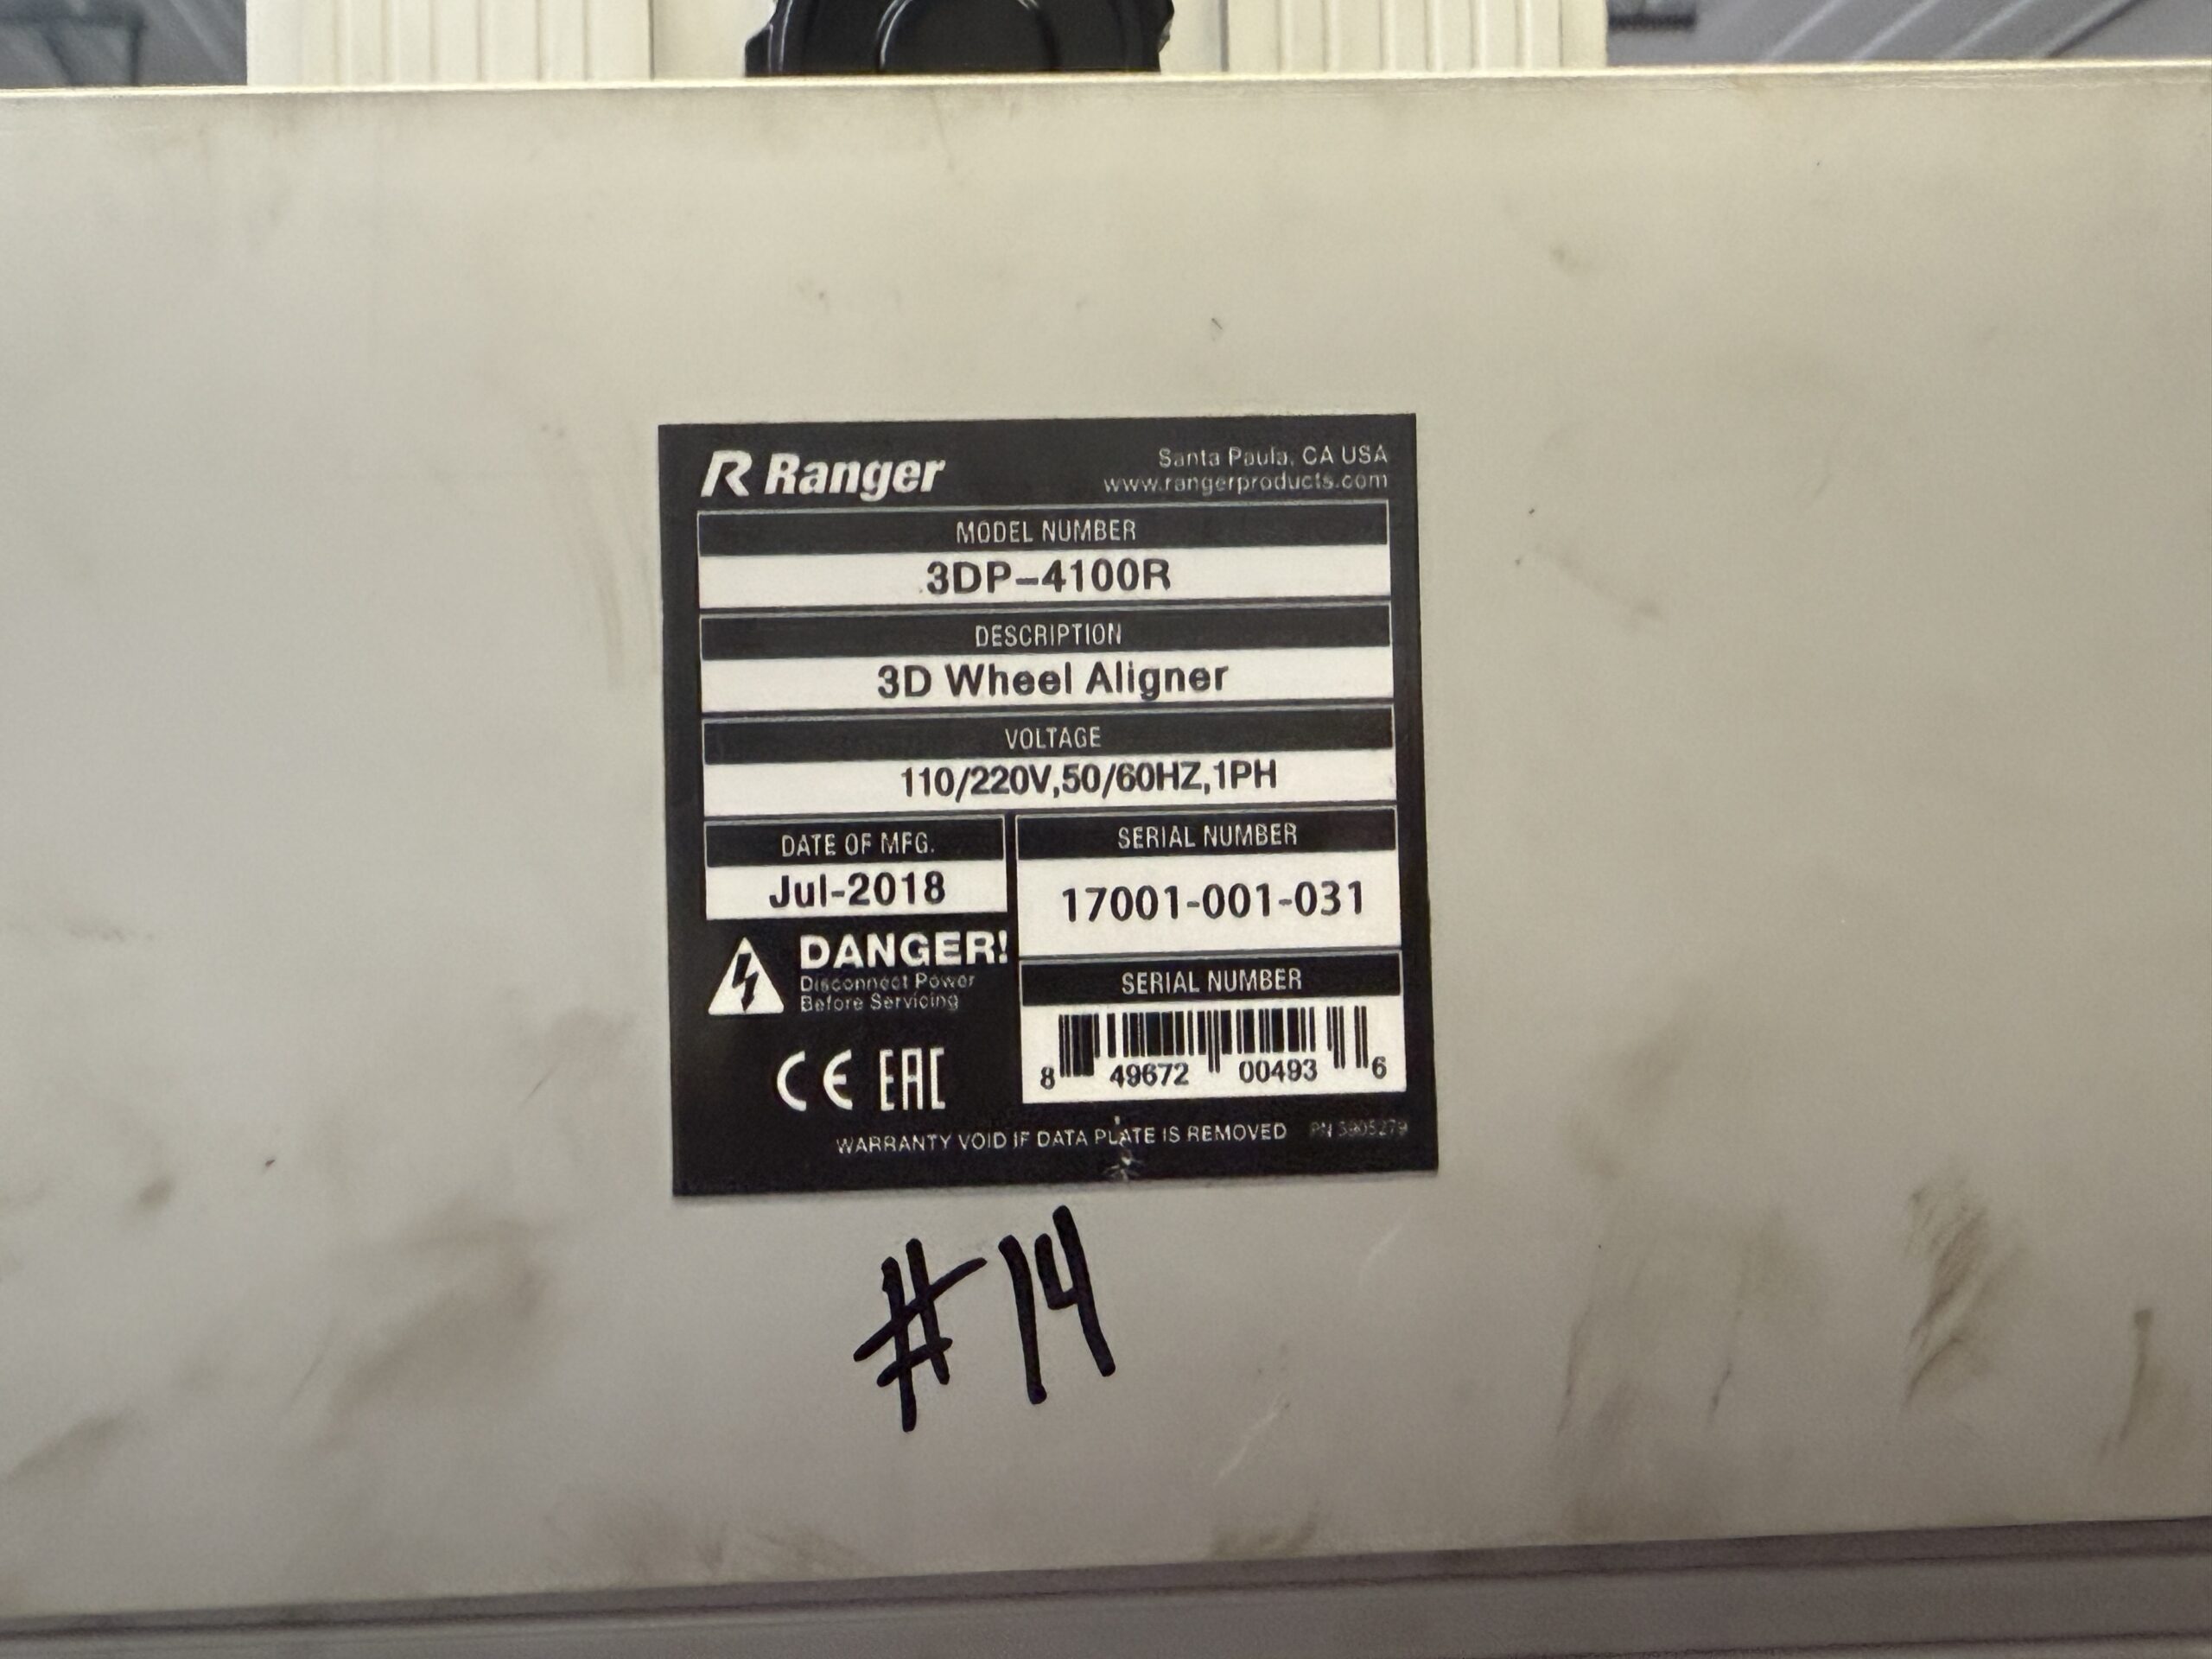 R Ranger
Santa Paula, CA USA
www.rangerproducts.com
MODEL NUMBER
3DP-4100R
DESCRIPTION
3D Wheel Aligner
VOLTAGE
110/220V,50/60HZ,1PH
DATE OF MFG.
Jul-2018
SERIAL NUMBER
17001-001-031
DANGER!
Disconnect Power
Before Servicing
CE EAC
SERIAL NUMBER
8 49672 00493 6
WARRANTY VOID IF DATA PLATE IS REMOVED PN 5905279
#14